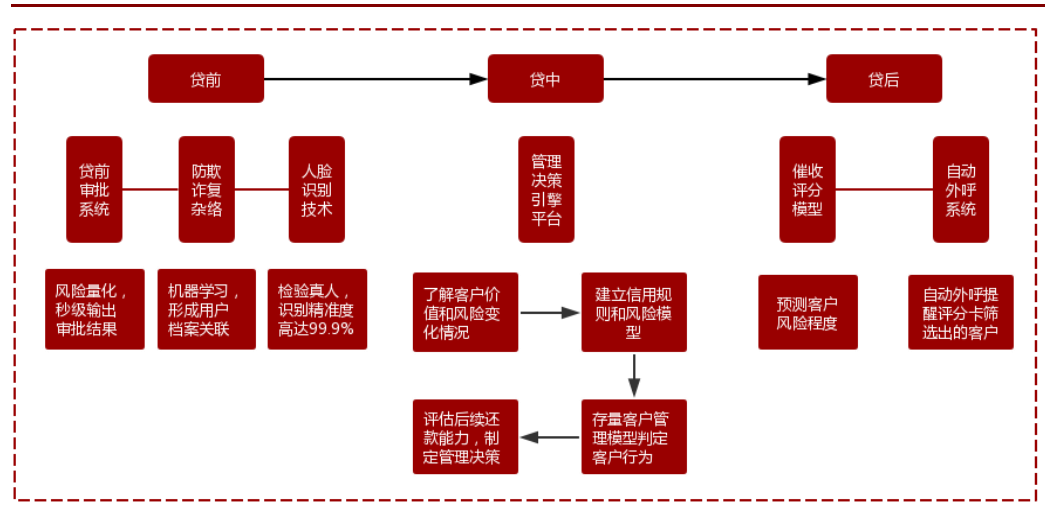 贷前
贷中
贷后
贷前
审批
系统
防欺
诈复
杂络
人脸
识别
技术
管理
决策
引擎
平台
催收
评分
模型
自动
外呼
系统
风险量化，
秒级输出
审批结果
机器学习，
形成用户
档案关联
检验真人，
识别精准度
高达99.9%
了解客户价
值和风险变
化情况
建立信用规
则和风险模
型
预测客户
风险程度
自动外呼提
醒评分卡筛
选出的客户
评估后续还
款能力，制
定管理决策
存量客户管
理模型判定
客户行为